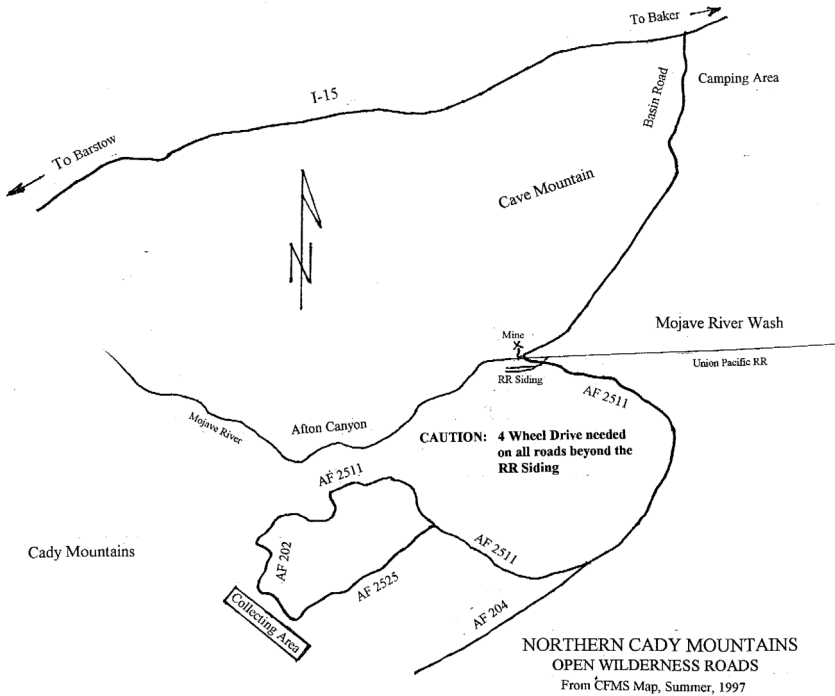 To Baker
I-15
Basin Road
Camping Area
To Barstow
Cave Mountain
N
Mojave River Wash
Mine
Union Pacific RR
RR Siding
AF 2511
Mojave River
Afton Canyon
CAUTION: 4 Wheel Drive needed
on all roads beyond the
RR Siding
AF 2511
Cady Mountains
AF 202
AF 2511
AF 2525
Collecting Area
AF 204
NORTHERN CADY MOUNTAINS
OPEN WILDERNESS ROADS
From CFMS Map, Summer, 1997